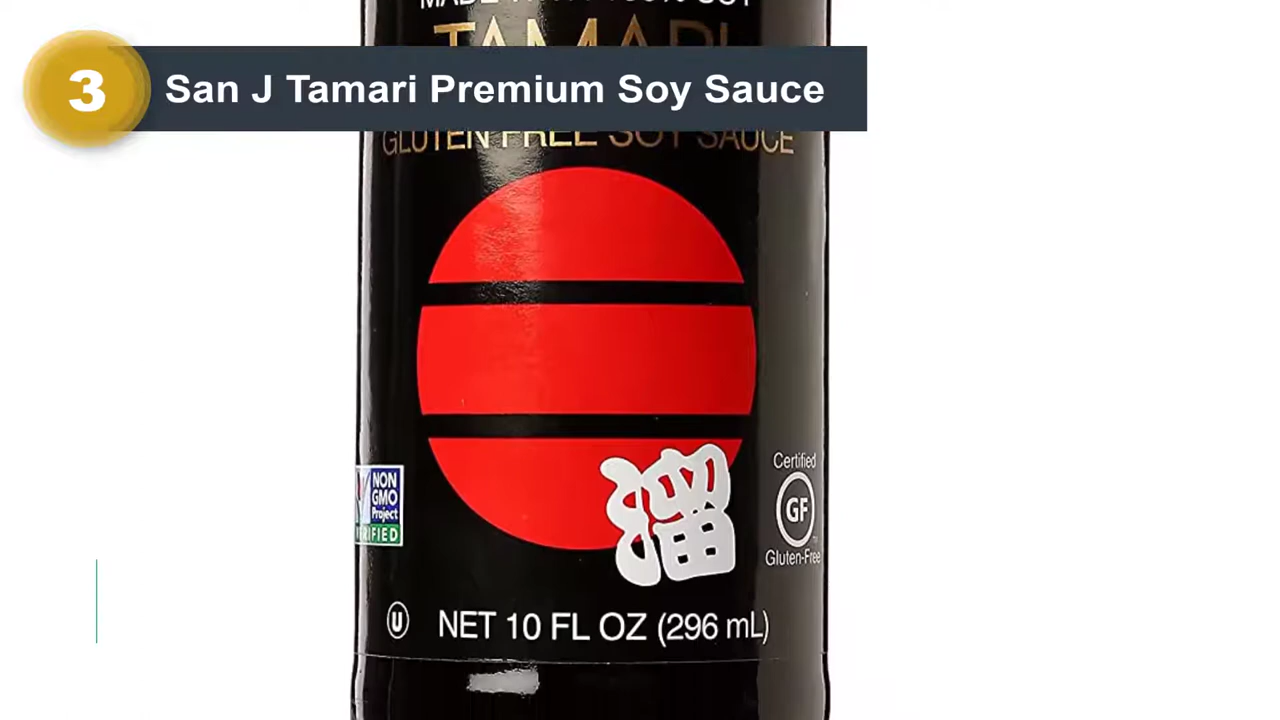 3
San J Tamari Premium Soy Sauce
TAMARI
GLUTEN FREE SOY SAUCE
溜
NON
GMO
Project
VERIFIED
Certified
GF
Gluten-Free
U
NET 10 FL OZ (296 mL)